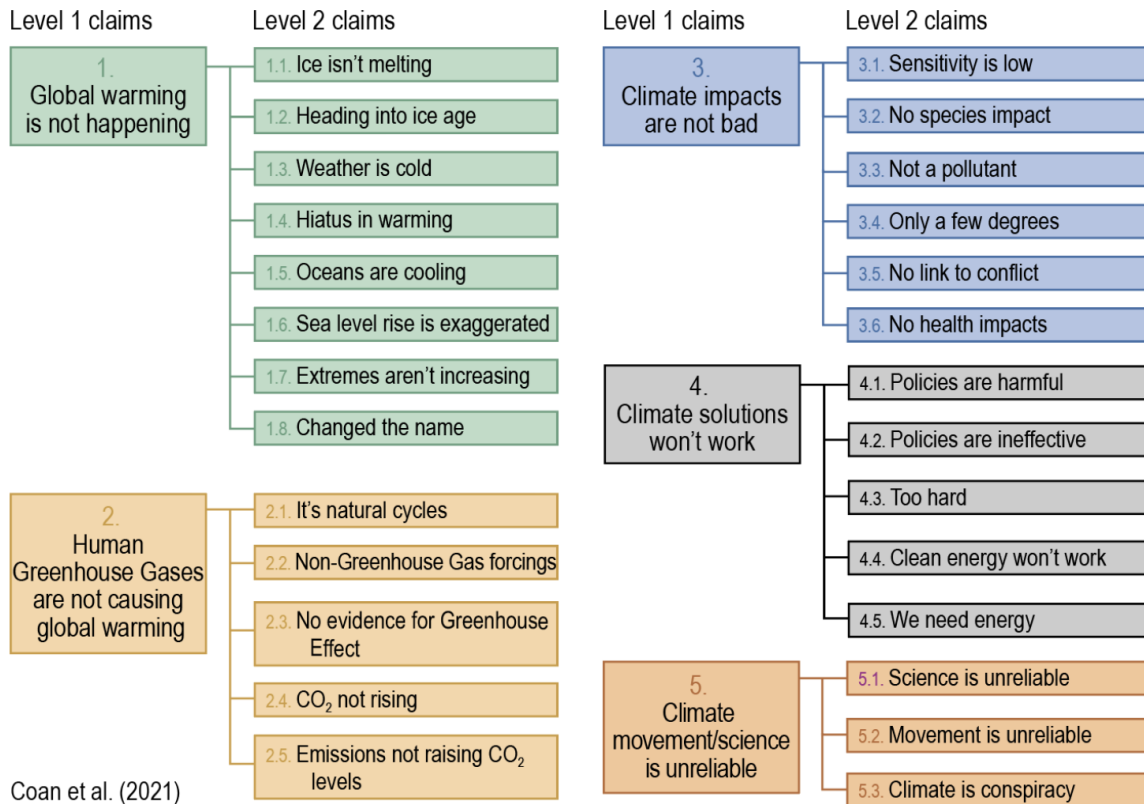 Level 1 claims
Level 2 claims
1.
Global warming
is not happening
1.1. Ice isn't melting
1.2. Heading into ice age
1.3. Weather is cold
1.4. Hiatus in warming
1.5. Oceans are cooling
1.6. Sea level rise is exaggerated
1.7. Extremes aren't increasing
1.8. Changed the name
2.
Human
Greenhouse Gases
are not causing
global warming
2.1. It's natural cycles
2.2. Non-Greenhouse Gas forcings
2.3. No evidence for Greenhouse
Effect
2.4. CO₂ not rising
2.5. Emissions not raising CO₂
levels
Coan et al. (2021)
Level 1 claims
Level 2 claims
3.
Climate impacts
are not bad
3.1. Sensitivity is low
3.2. No species impact
3.3. Not a pollutant
3.4. Only a few degrees
3.5. No link to conflict
3.6. No health impacts
4.
Climate solutions
won't work
4.1. Policies are harmful
4.2. Policies are ineffective
4.3. Too hard
4.4. Clean energy won't work
4.5. We need energy
5.
Climate
movement/science
is unreliable
5.1. Science is unreliable
5.2. Movement is unreliable
5.3. Climate is conspiracy